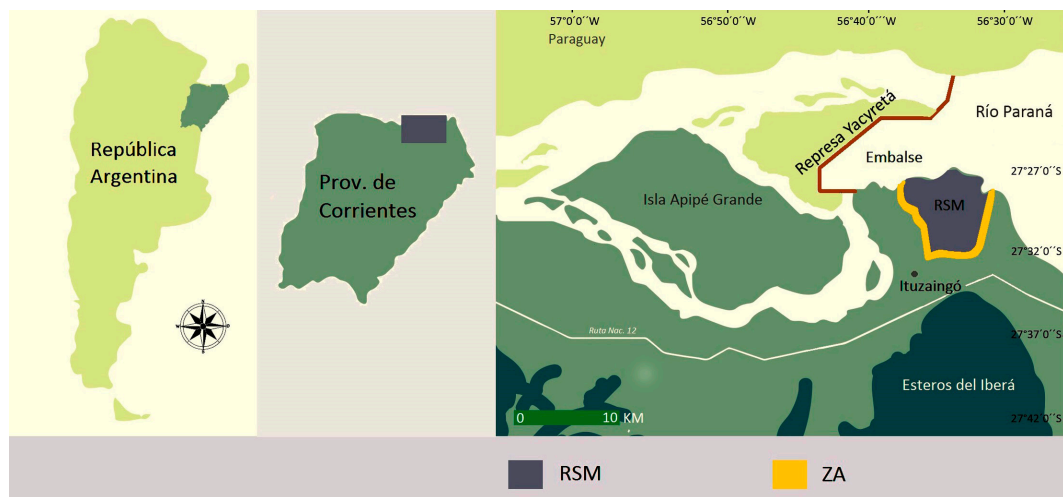 República
Argentina
Prov. de
Corrientes
57°0´0´´W
56°50´0´´W
56°40´0´´´W
56°30´0´´W
Paraguay
Represa Yacyretá
Río Paraná
Embalse
27°27´0´´S
Isla Apipé Grande
RSM
27°32´0´´S
Ituzaingó
Ruta Nac. 12
27°37´0´´S
Esteros del Iberá
0 10 KM
27°42´0´´S
RSM
ZA